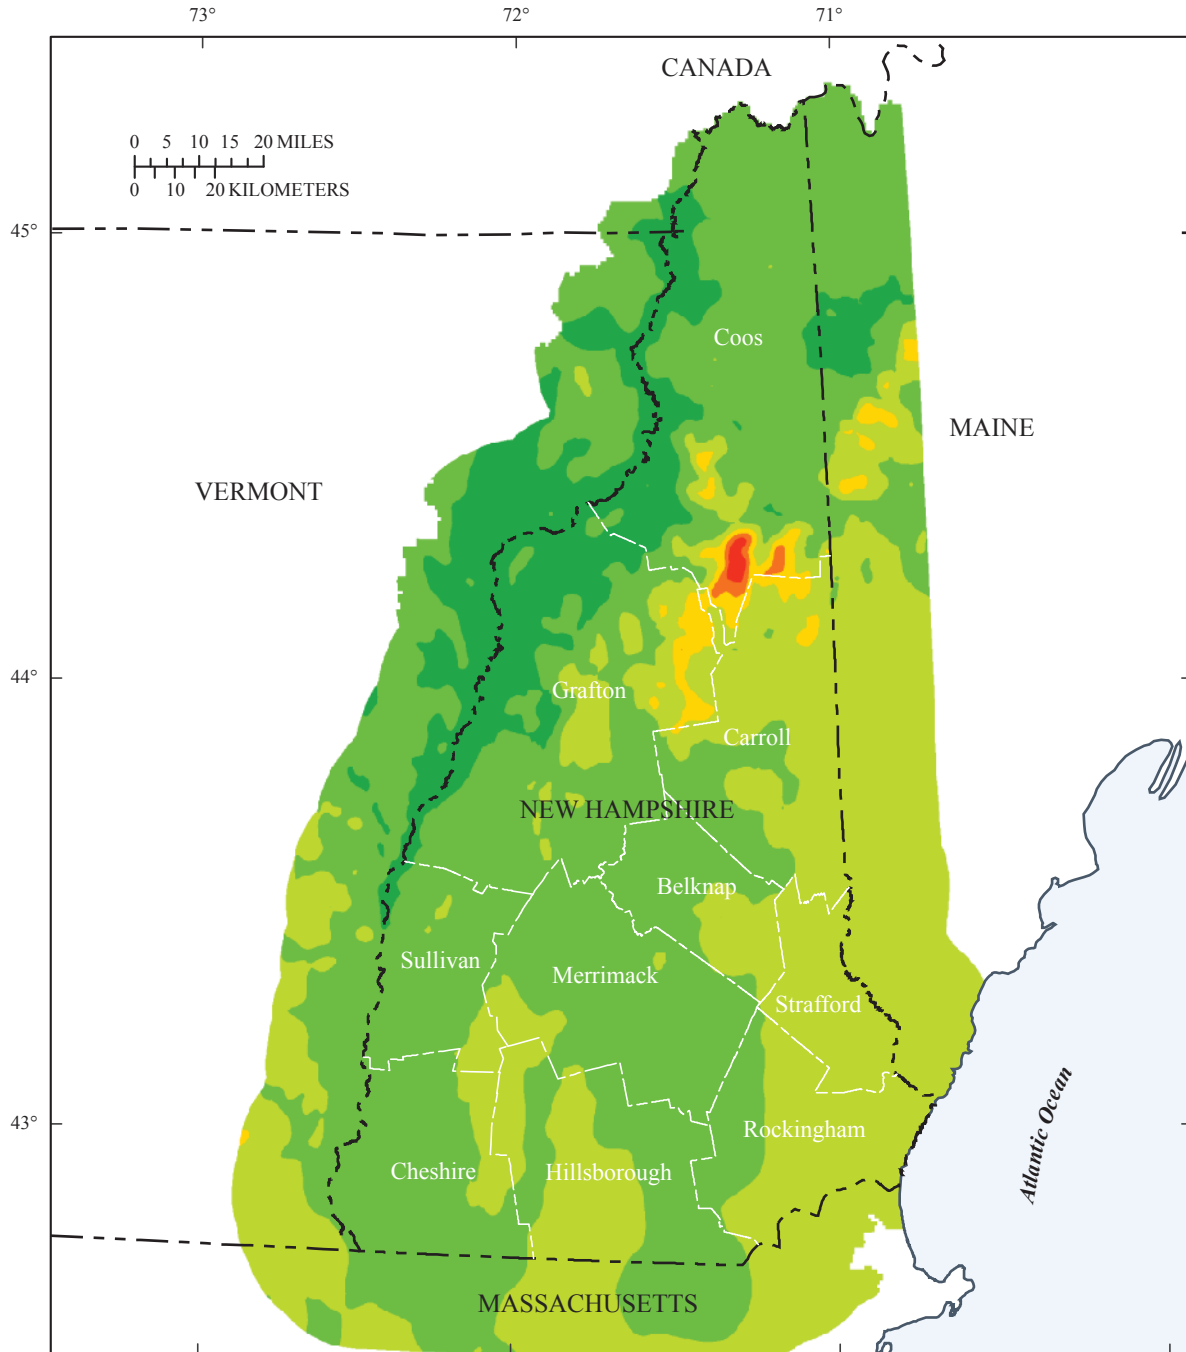 73° 72° 71°
CANADA
0 5 10 15 20 MILES
0 10 20 KILOMETERS
45°
Coos
MAINE
VERMONT
44°
Grafton
Carroll
NEW HAMPSHIRE
Belknap
Sullivan
Merrimack
Strafford
43°
Rockingham
Atlantic Ocean
Cheshire
Hillsborough
MASSACHUSETTS